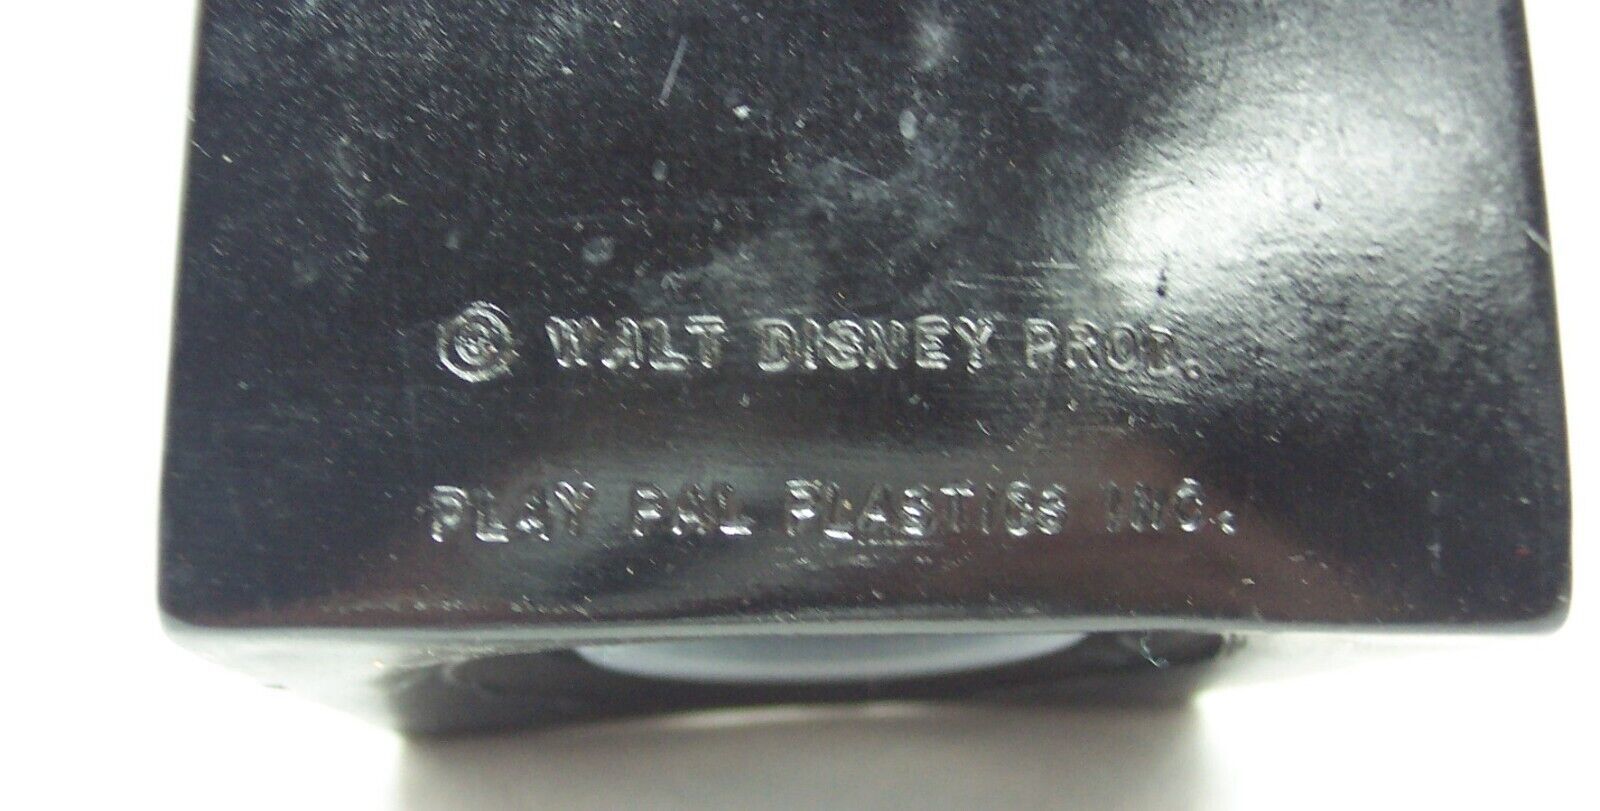 © WALT DISNEY PROD.
PLAY PAL PLASTICS INC.